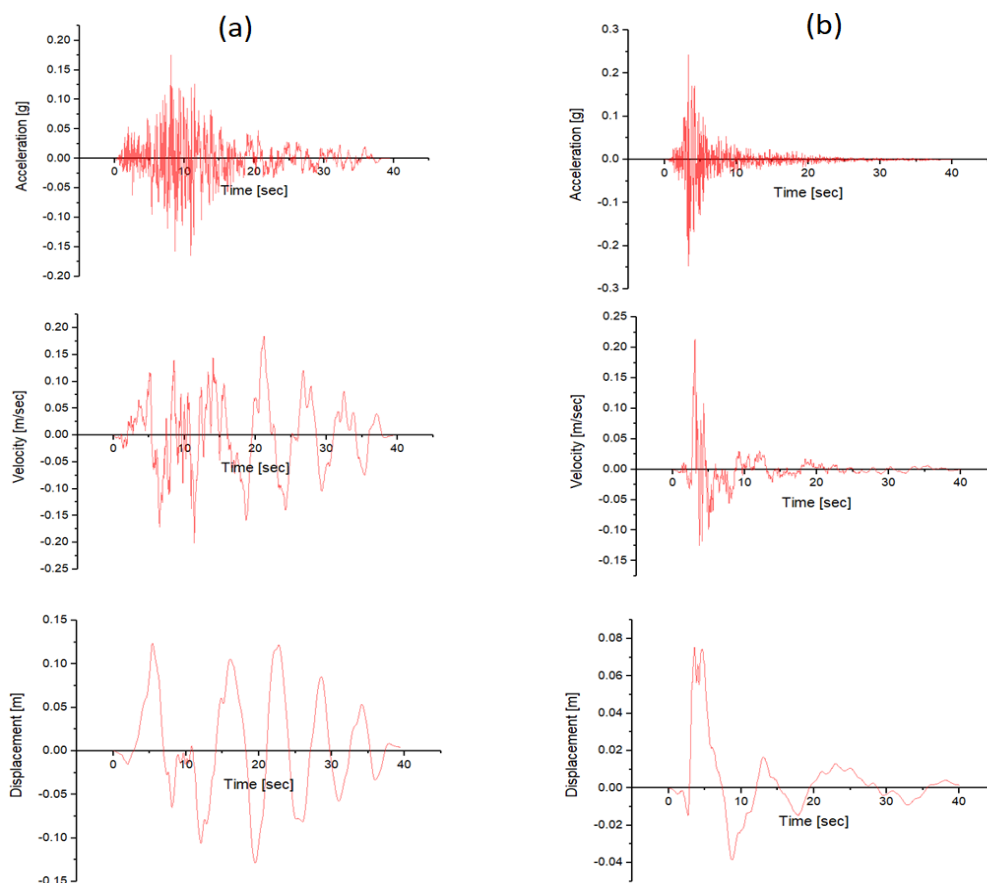 (a)
0.20
0.15
0.10
0.05
0.00
-0.05
-0.10
-0.15
-0.20
Acceleration [g]
0 10 20 30 40
Time [sec]
(b)
0.3
0.2
0.1
0.0
-0.1
-0.2
-0.3
Acceleration [g]
0 10 20 30 40
Time [sec]
0.20
0.15
0.10
0.05
0.00
-0.05
-0.10
-0.15
-0.20
-0.25
Velocity [m/sec]
0 10 20 30 40
Time [sec]
0.25
0.20
0.15
0.10
0.05
0.00
-0.05
-0.10
-0.15
Velocity [m/sec]
0 10 20 30 40
Time [sec]
0.15
0.10
0.05
0.00
-0.05
-0.10
-0.15
Displacement [m]
0 10 20 30 40
Time [sec]
0.08
0.06
0.04
0.02
0.00
-0.02
-0.04
Displacement [m]
0 10 20 30 40
Time [sec]